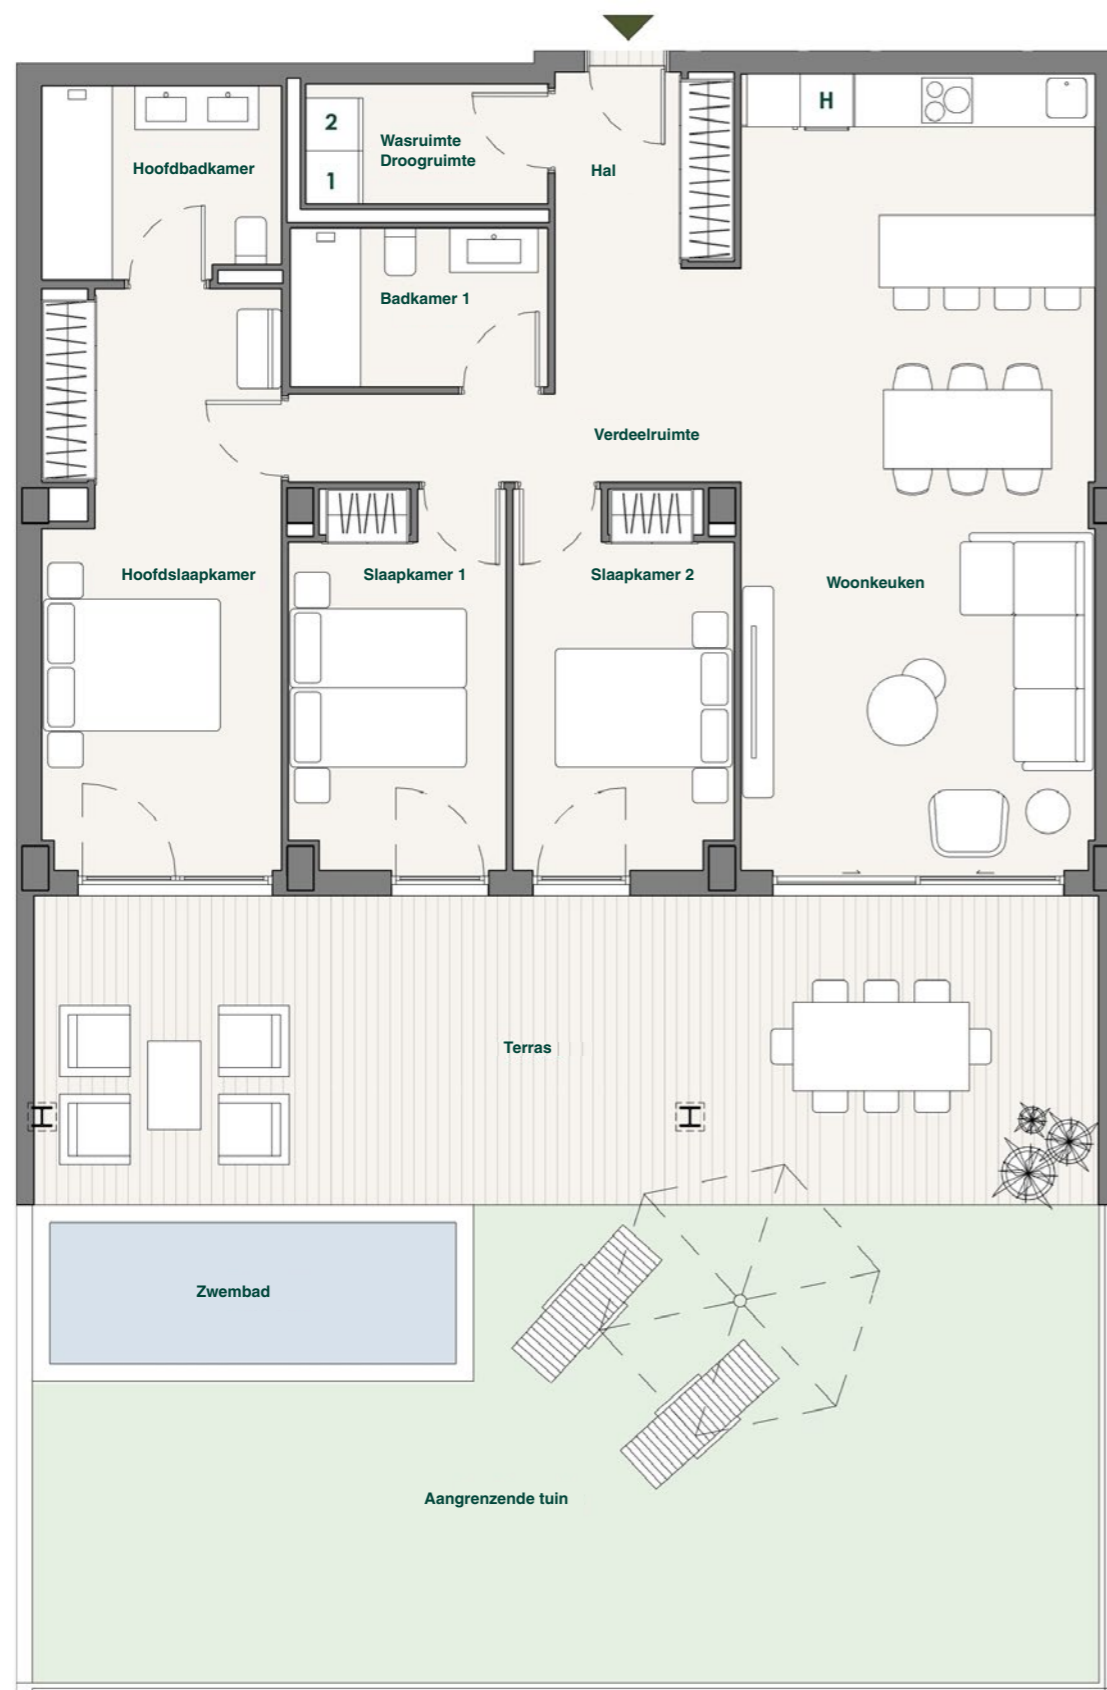 H
2
Wasruimte
Droogruimte
Hoofdbadkamer
Hal
1
Badkamer 1
Verdeelruimte
Hoofdslaapkamer
Slaapkamer 1
Slaapkamer 2
Woonkeuken
Terras
Zwembad
Aangrenzende tuin